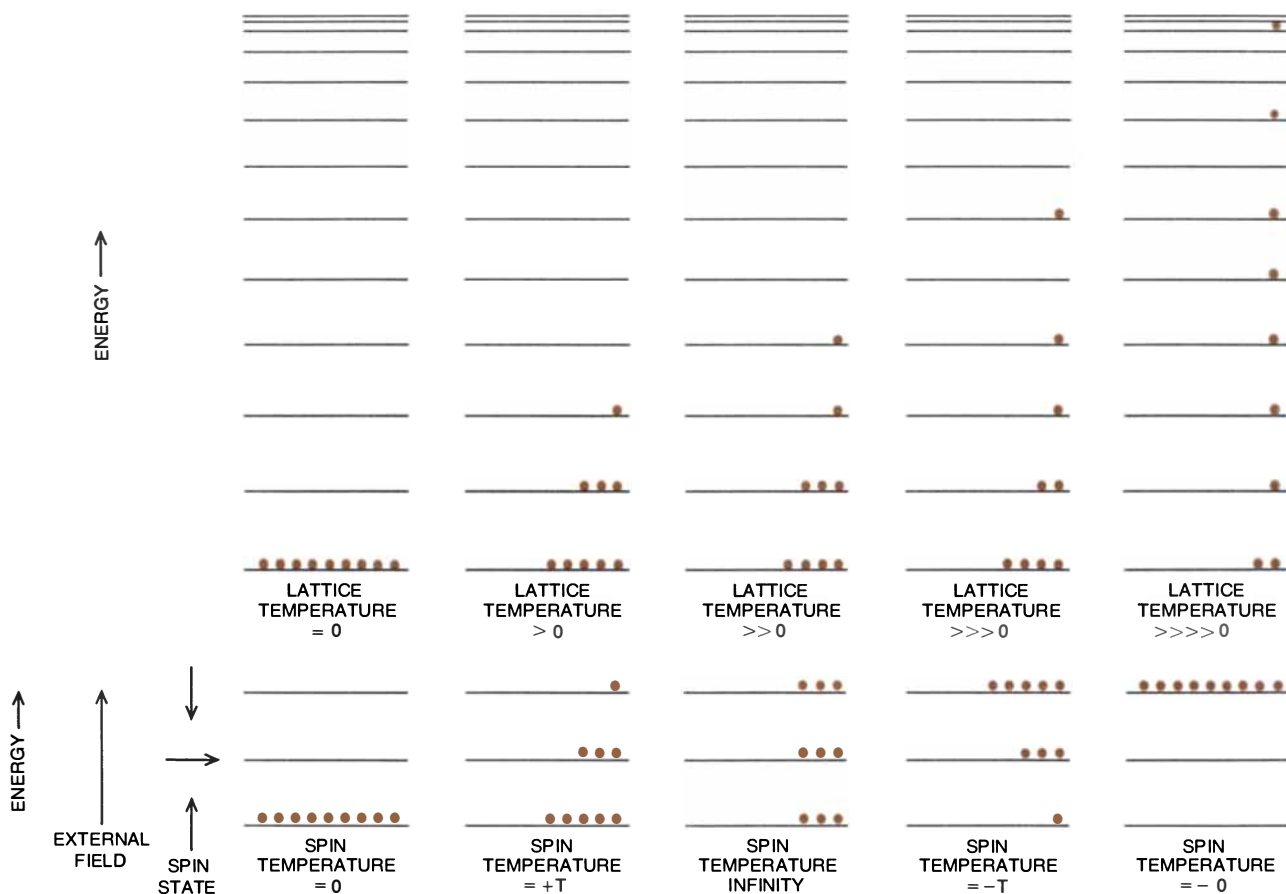 ENERGY →
LATTICE
TEMPERATURE
= 0
LATTICE
TEMPERATURE
> 0
LATTICE
TEMPERATURE
>>0
LATTICE
TEMPERATURE
>>>0
LATTICE
TEMPERATURE
>>>>0
ENERGY →
EXTERNAL
FIELD
SPIN
STATE
SPIN
TEMPERATURE
= 0
SPIN
TEMPERATURE
= +T
SPIN
TEMPERATURE
INFINITY
SPIN
TEMPERATURE
= −T
SPIN
TEMPERATURE
= − 0